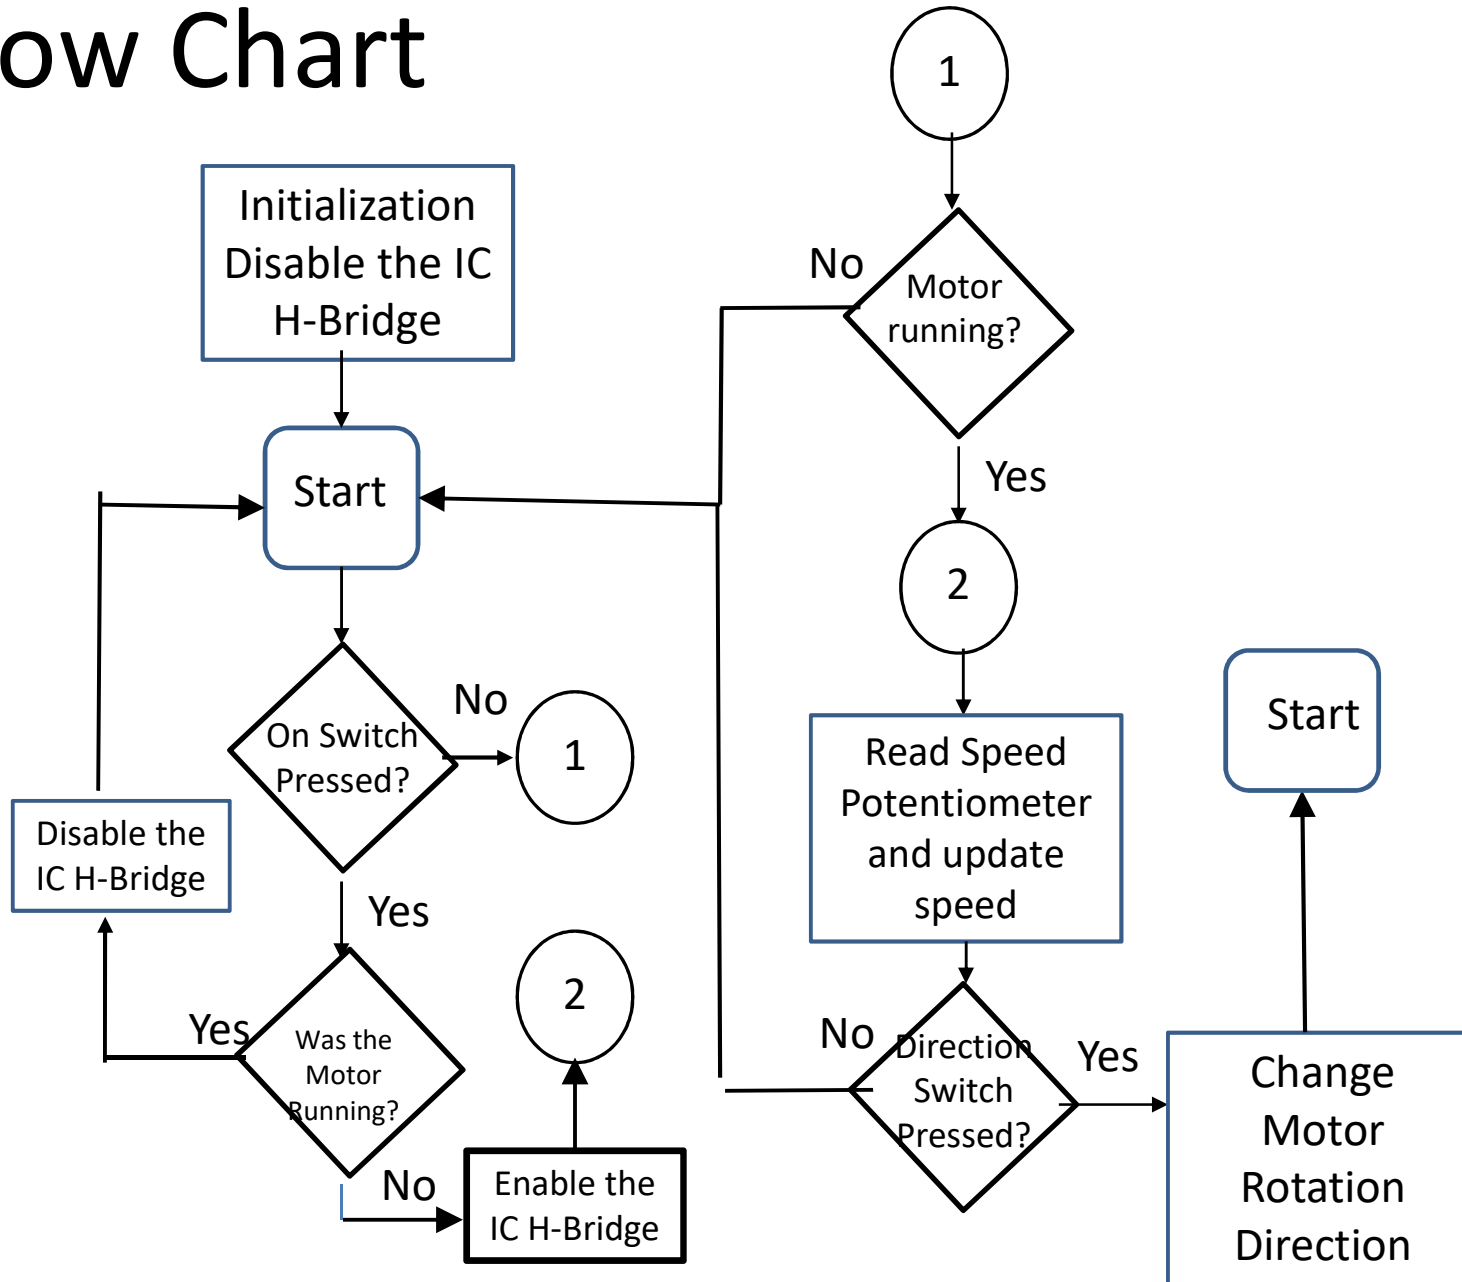 ow Chart
Initialization
Disable the IC
H-Bridge
Start
On Switch
Pressed?
No
1
Yes
Disable the
IC H-Bridge
Was the
Motor
Running?
Yes
No
Enable the
IC H-Bridge
2
1
Motor
running?
No
Yes
2
Read Speed
Potentiometer
and update
speed
Direction
Switch
Pressed?
No
Yes
Change
Motor
Rotation
Direction
Start